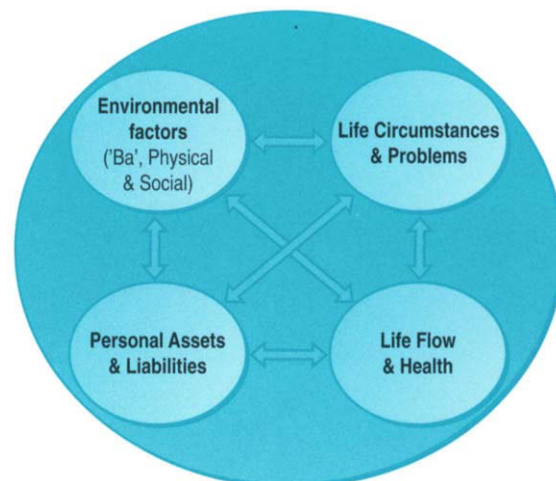 Environmental
factors
('Ba', Physical
& Social)
Life Circumstances
& Problems
Personal Assets
& Liabilities
Life Flow
& Health